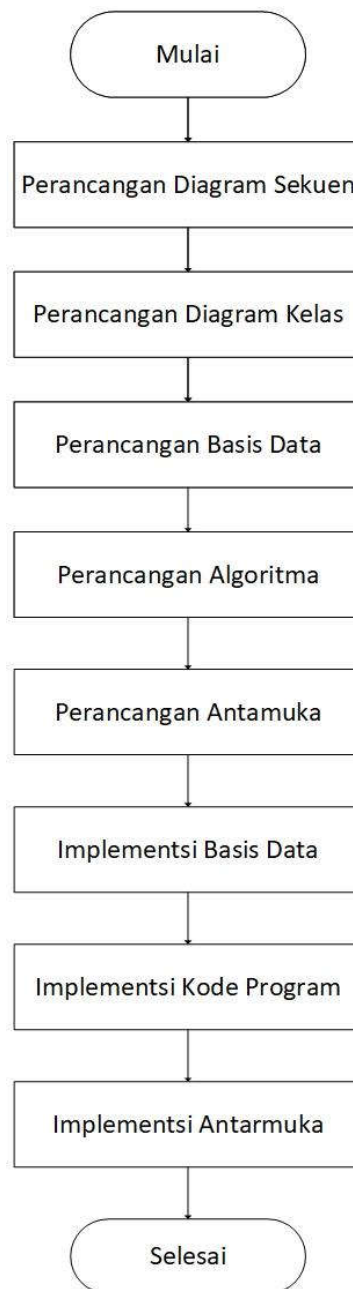 Mulai
Perancangan Diagram Sekuen
Perancangan Diagram Kelas
Perancangan Basis Data
Perancangan Algoritma
Perancangan Antamuka
Implementsi Basis Data
Implementsi Kode Program
Implementsi Antarmuka
Selesai